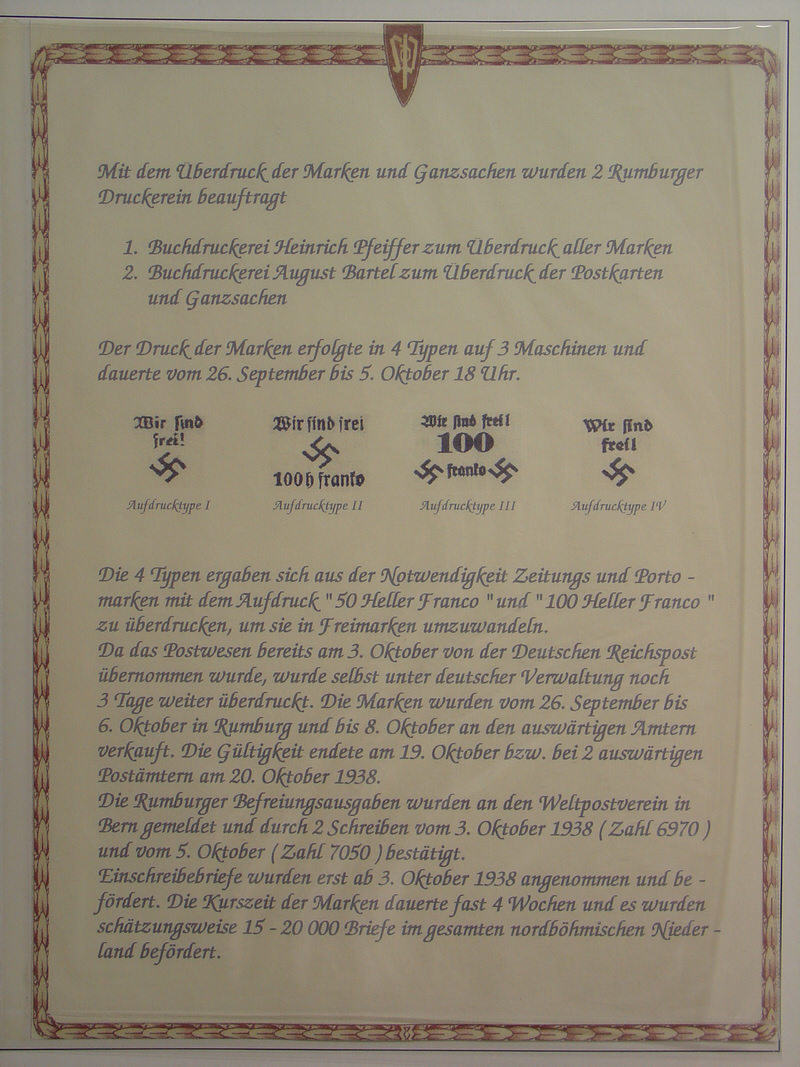 Mit dem Überdruck der Marken und Ganzsachen wurden 2 Rumburger
Druckerein beauftragt
1. Buchdruckerei Heinrich Pfeiffer zum Überdruck aller Marken
2. Buchdruckerei August Bartel zum Überdruck der Postkarten
und Ganzsachen
Der Druck der Marken erfolgte in 4 Typen auf 3 Maschinen und
dauerte vom 26. September bis 5. Oktober 18 Uhr.
Wir sind
frei!
Aufdrucktype I
Wir sind frei
100 h franko
Aufdrucktype II
Wir sind frei!
100
franko
Aufdrucktype III
Wir sind
frei!
Aufdrucktype IV
Die 4 Typen ergaben sich aus der Notwendigkeit Zeitungs und Porto -
marken mit dem Aufdruck " 50 Heller Franco " und " 100 Heller Franco "
zu überdrucken, um sie in Freimarken umzuwandeln.
Da das Postwesen bereits am 3. Oktober von der Deutschen Reichspost
übernommen wurde, wurde selbst unter deutscher Verwaltung noch
3 Tage weiter überdruckt. Die Marken wurden vom 26. September bis
6. Oktober in Rumburg und bis 8. Oktober an den auswärtigen Ämtern
verkauft. Die Gültigkeit endete am 19. Oktober bzw. bei 2 auswärtigen
Postämtern am 20. Oktober 1938.
Die Rumburger Befreiungsausgaben wurden an den Weltpostverein in
Bern gemeldet und durch 2 Schreiben vom 3. Oktober 1938 ( Zahl 6970 )
und vom 5. Oktober ( Zahl 7050 ) bestätigt.
Einschreibebriefe wurden erst ab 3. Oktober 1938 angenommen und be -
fördert. Die Kurszeit der Marken dauerte fast 4 Wochen und es wurden
schätzungsweise 15 - 20 000 Briefe im gesamten nordböhmischen Nieder -
land befördert.